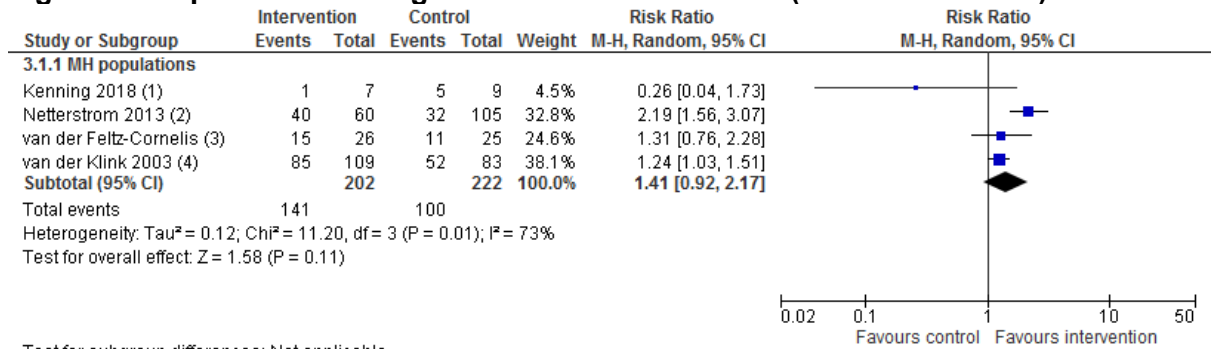 Intervention Control Risk Ratio Risk Ratio
Study or Subgroup Events Total Events Total Weight M-H, Random, 95% CI M-H, Random, 95% CI
3.1.1 MH populations
Kenning 2018 (1) 1 7 5 9 4.5% 0.26 [0.04, 1.73]
Netterstrom 2013 (2) 40 60 32 105 32.8% 2.19 [1.56, 3.07]
van der Feltz-Cornelis (3) 15 26 11 25 24.6% 1.31 [0.76, 2.28]
van der Klink 2003 (4) 85 109 52 83 38.1% 1.24 [1.03, 1.51]
Subtotal (95% CI) 202 222 100.0% 1.41 [0.92, 2.17]
Total events 141 100
Heterogeneity: Tau² = 0.12; Chi² = 11.20, df = 3 (P = 0.01); I² = 73%
Test for overall effect: Z = 1.58 (P = 0.11)
0.02 0.1 1 10 50
Favours control Favours intervention
Test for subgroup differences: Not applicable